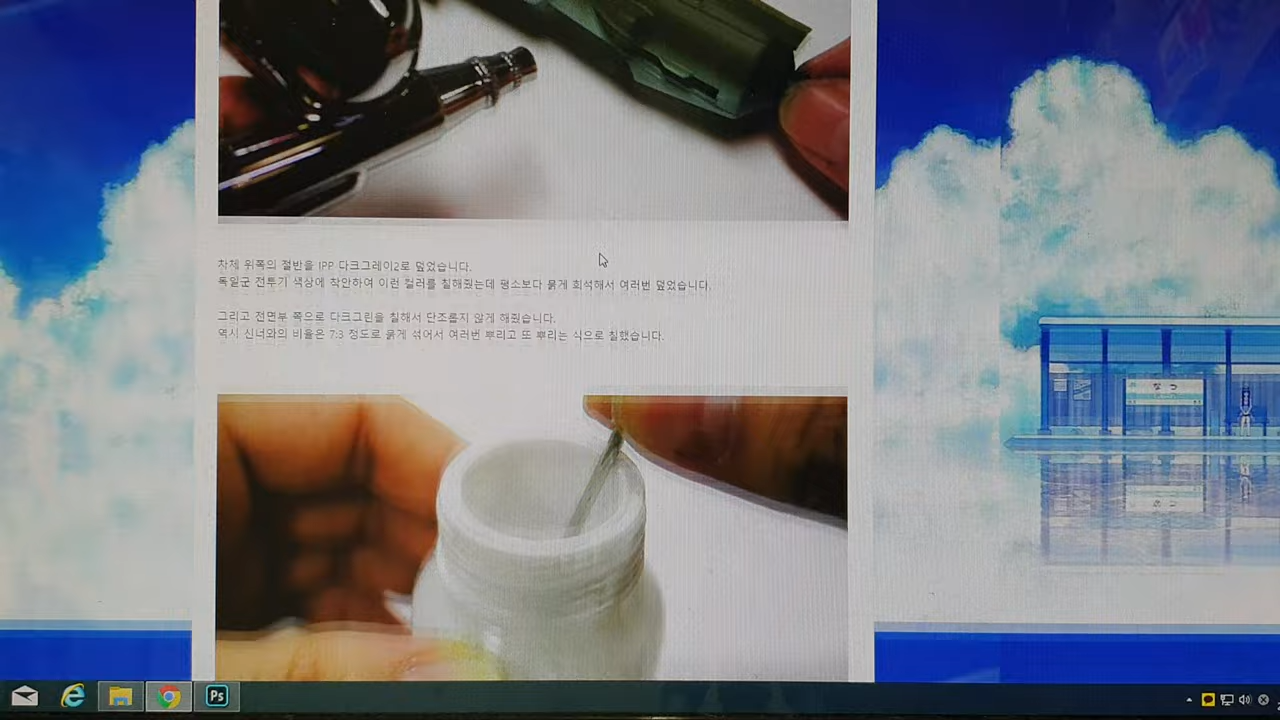 차체 위쪽의 절반을 IPP 다크그레이2로 덮었습니다.
독일군 전투기 색상에 착안하여 이런 컬러를 칠해줬는데 평소보다 묽게 희석해서 여러번 덮었습니다.
그리고 전면부 쪽으로 다크그린을 칠해서 단조롭지 않게 해줬습니다.
역시 신너와의 비율은 7:3 정도로 묽게 섞어서 여러번 뿌리고 또 뿌리는 식으로 칠했습니다.
なつ
Ps